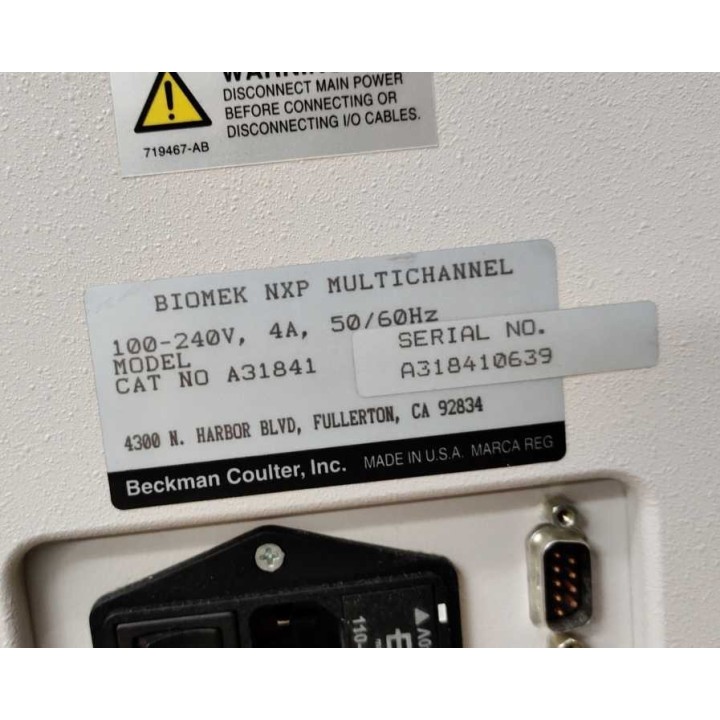 DISCONNECT MAIN POWER
BEFORE CONNECTING OR
DISCONNECTING I/O CABLES.
719467-AB
BIOMEK NXP MULTICHANNEL
100-240V, 4A, 50/60Hz
MODEL
CAT NO A31841
SERIAL NO.
A318410639
4300 N. HARBOR BLVD, FULLERTON, CA 92834
Beckman Coulter, Inc. MADE IN U.S.A. MARCA REG